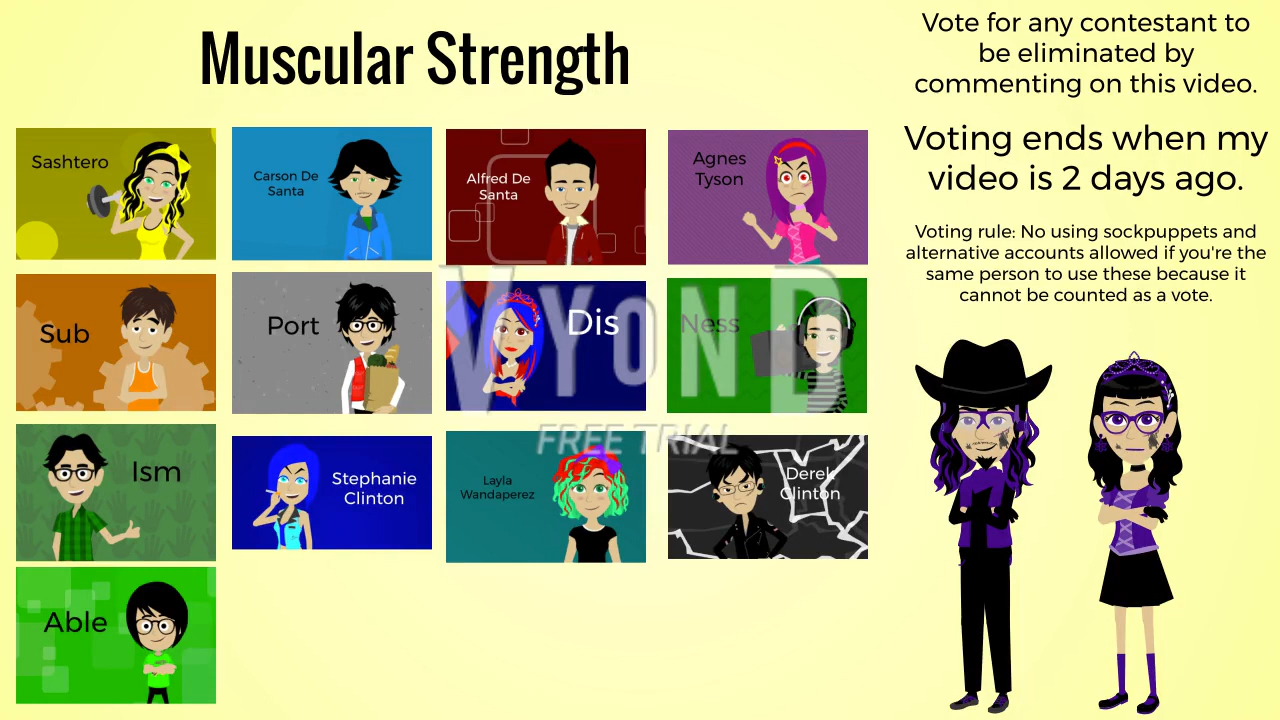 Muscular Strength
Vote for any contestant to
be eliminated by
commenting on this video.
Voting ends when my
video is 2 days ago.
Voting rule: No using sockpuppets and
alternative accounts allowed if you're the
same person to use these because it
cannot be counted as a vote.
Sashtero
Carson De
Santa
Alfred De
Santa
Agnes
Tyson
Sub
Port
Dis
Ness
VYOND
FREE TRIAL
Ism
Stephanie
Clinton
Layla
Wandaperez
Derek
Clinton
Able